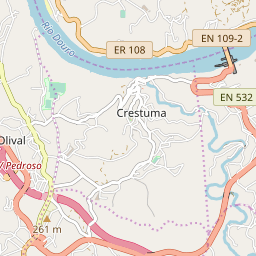 EN 109-2
Rio Douro
ER 108
EN 532
Crestuma
Olival
/ Pedroso
261 m